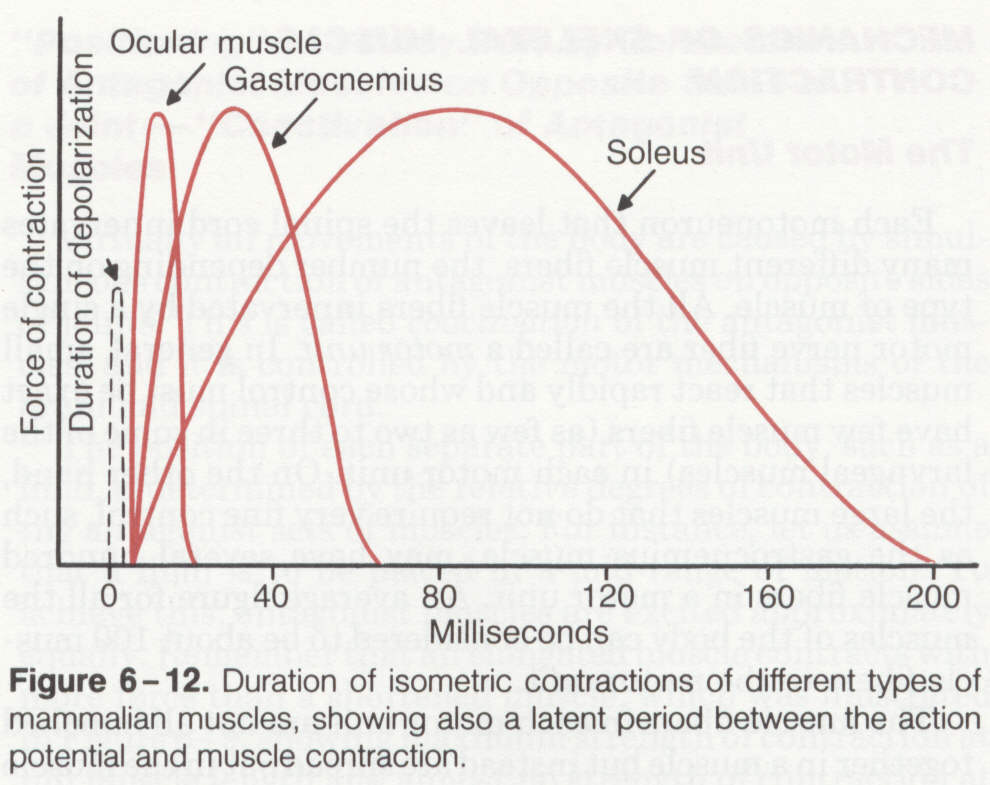 Force of contraction
Duration of depolarization
Ocular muscle
Gastrocnemius
Soleus
0 40 80 120 160 200
Milliseconds
Figure 6–12. Duration of isometric contractions of different types of
mammalian muscles, showing also a latent period between the action
potential and muscle contraction.